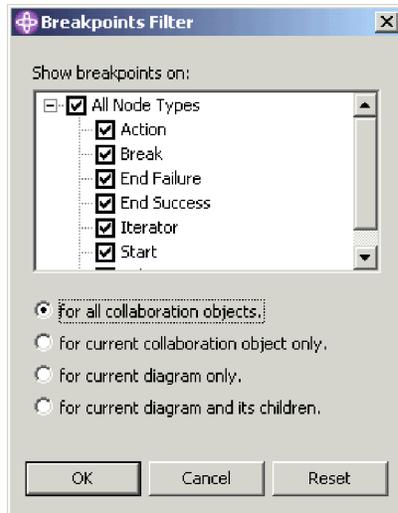 Breakpoints Filter
Show breakpoints on:
All Node Types
Action
Break
End Failure
End Success
Iterator
Start
for all collaboration objects.
for current collaboration object only.
for current diagram only.
for current diagram and its children.
OK
Cancel
Reset